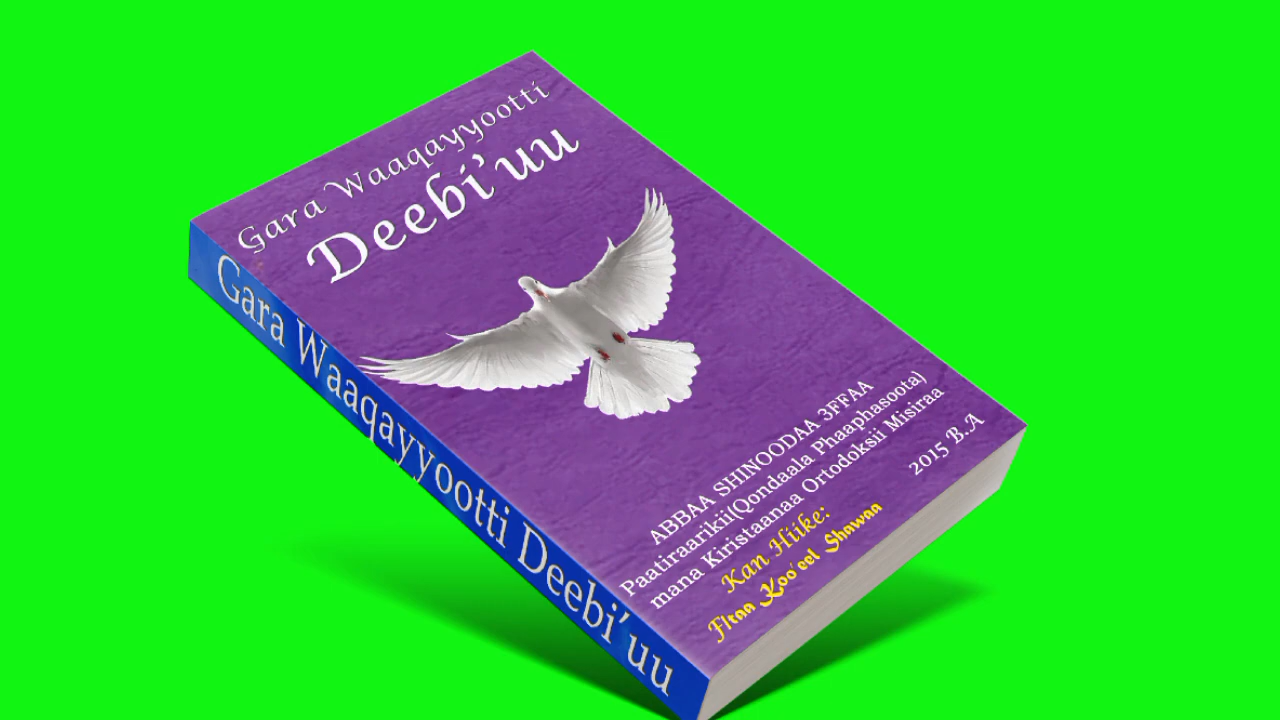 Gara Waaqayyootti
Deebi'uu
Gara Waaqayyootti Deebi'uu
ABBAA SHINOODAA 3FFAA
Paatiraarikii(Qondaala Phaaphasoota)
mana Kiristaanaa Ortodoksii Misiraa
2015 B.A
Kan Hiike:
Koo'eel Shawaa